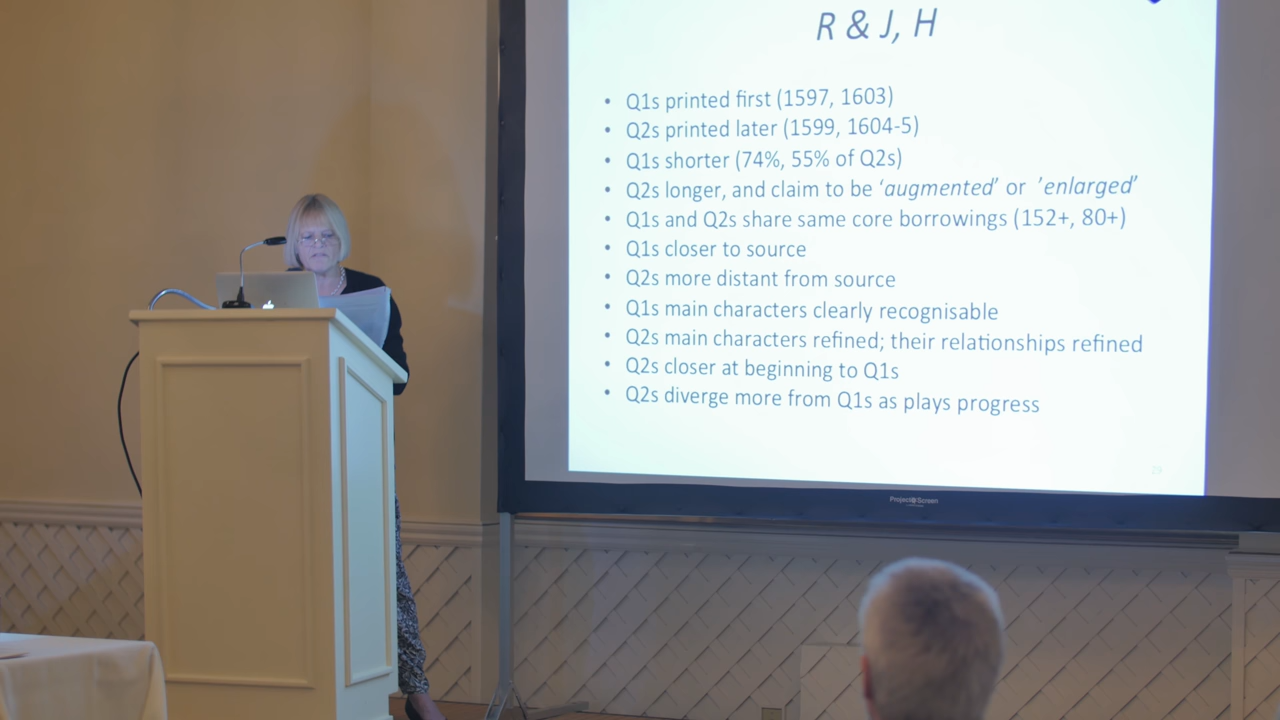 R & J, H
• Q1s printed first (1597, 1603)
• Q2s printed later (1599, 1604-5)
• Q1s shorter (74%, 55% of Q2s)
• Q2s longer, and claim to be ‘augmented’ or ’enlarged’
• Q1s and Q2s share same core borrowings (152+, 80+)
• Q1s closer to source
• Q2s more distant from source
• Q1s main characters clearly recognisable
• Q2s main characters refined; their relationships refined
• Q2s closer at beginning to Q1s
• Q2s diverge more from Q1s as plays progress
Project Screen